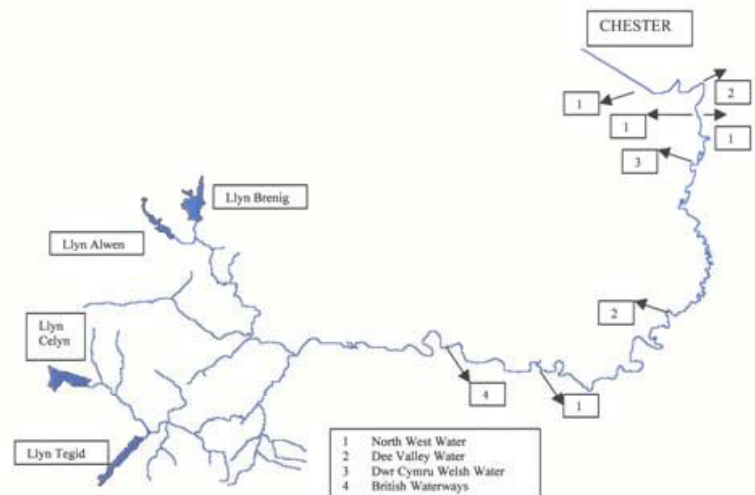 CHESTER
2
1
1
1
3
Llyn Brenig
Llyn Alwen
2
Llyn
Celyn
4
1
Llyn Tegid
1 North West Water
2 Dee Valley Water
3 Dwr Cymru Welsh Water
4 British Waterways